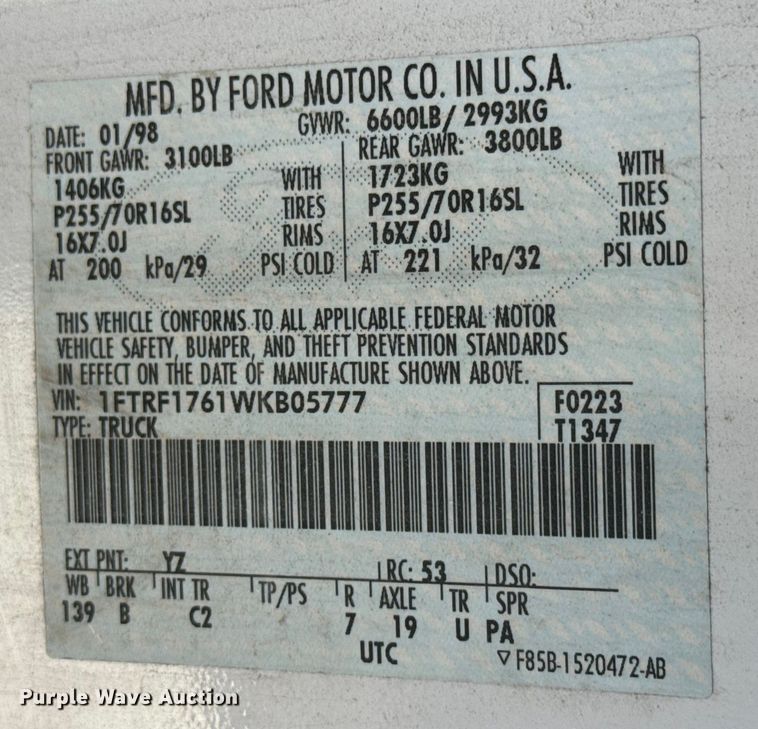 MFD. BY FORD MOTOR CO. IN U.S.A.
DATE: 01/98 GVWR: 6600LB/ 2993KG
FRONT GAWR: 3100LB REAR GAWR: 3800LB
1406KG WITH 1723KG WITH
P255/70R16SL TIRES P255/70R16SL TIRES
16X7.0J RIMS 16X7.0J RIMS
AT 200 kPa/29 PSI COLD AT 221 kPa/32 PSI COLD
THIS VEHICLE CONFORMS TO ALL APPLICABLE FEDERAL MOTOR
VEHICLE SAFETY, BUMPER, AND THEFT PREVENTION STANDARDS
IN EFFECT ON THE DATE OF MANUFACTURE SHOWN ABOVE.
VIN: 1FTRF1761WKB05777 F0223
TYPE: TRUCK T1347
EXT PNT: YZ RC: 53 DSO:
WB BRK INT TR TP/PS R AXLE TR SPR
139 B C2 7 19 U PA
UTC ▽F85B-1520472-AB
Purple Wave Auction